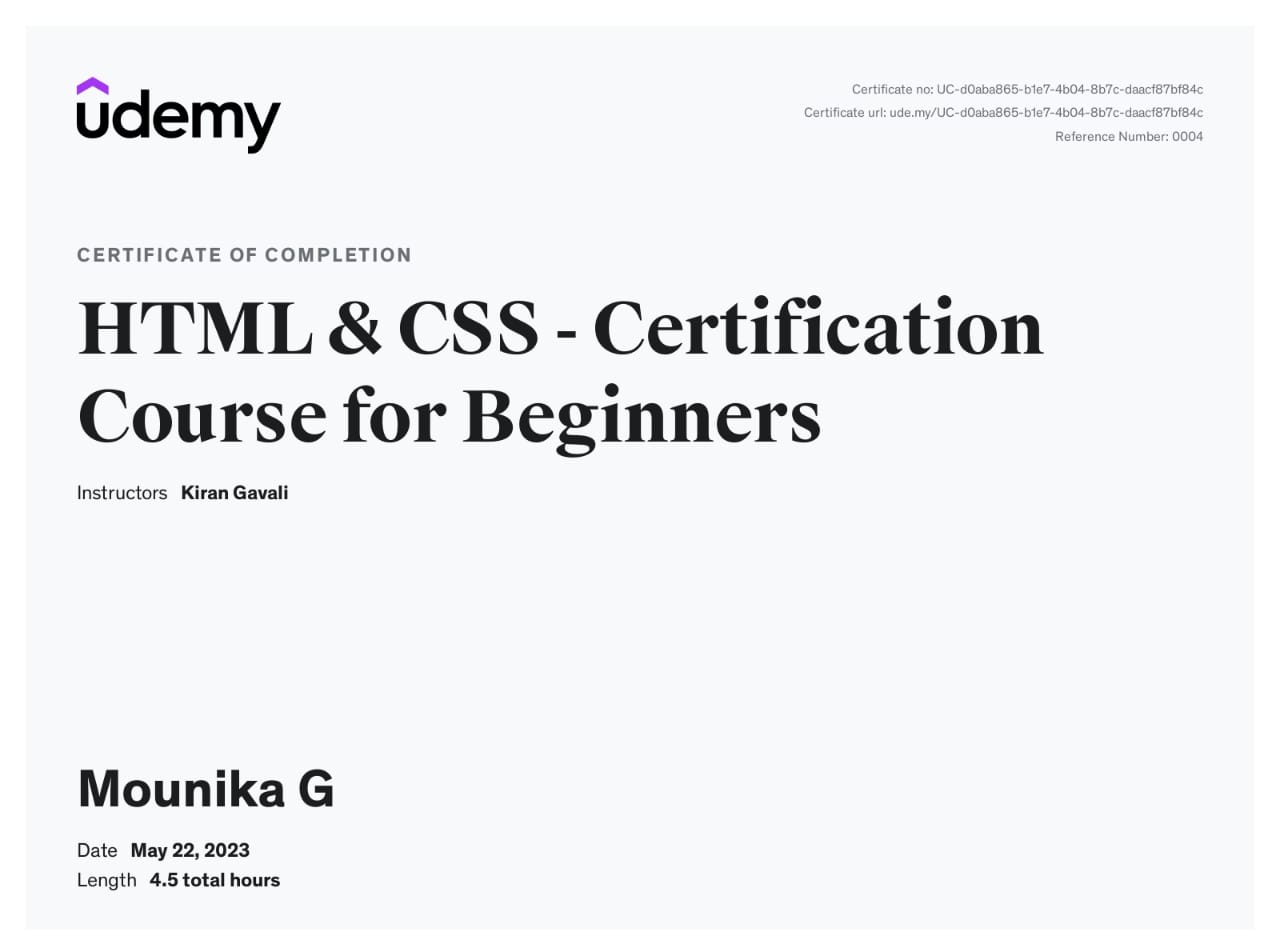 udemy
Certificate no: UC-d0aba865-b1e7-4b04-8b7c-daacf87bf84c
Certificate url: ude.my/UC-d0aba865-b1e7-4b04-8b7c-daacf87bf84c
Reference Number: 0004
CERTIFICATE OF COMPLETION
HTML & CSS - Certification
Course for Beginners
Instructors Kiran Gavali
Mounika G
Date May 22, 2023
Length 4.5 total hours